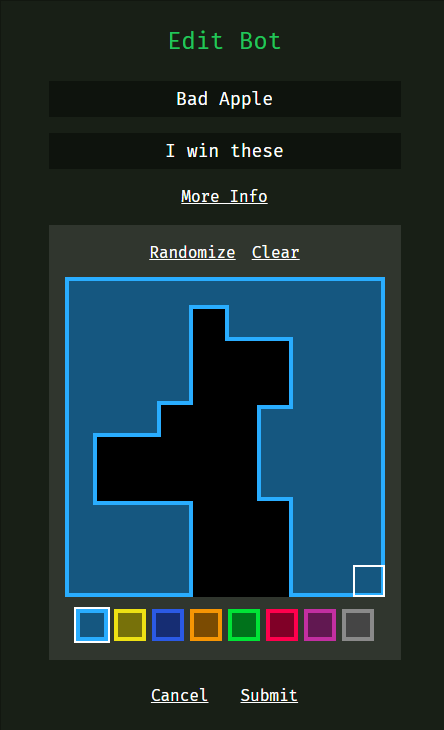 Edit Bot
Bad Apple
I win these
More Info
Randomize Clear
Cancel Submit